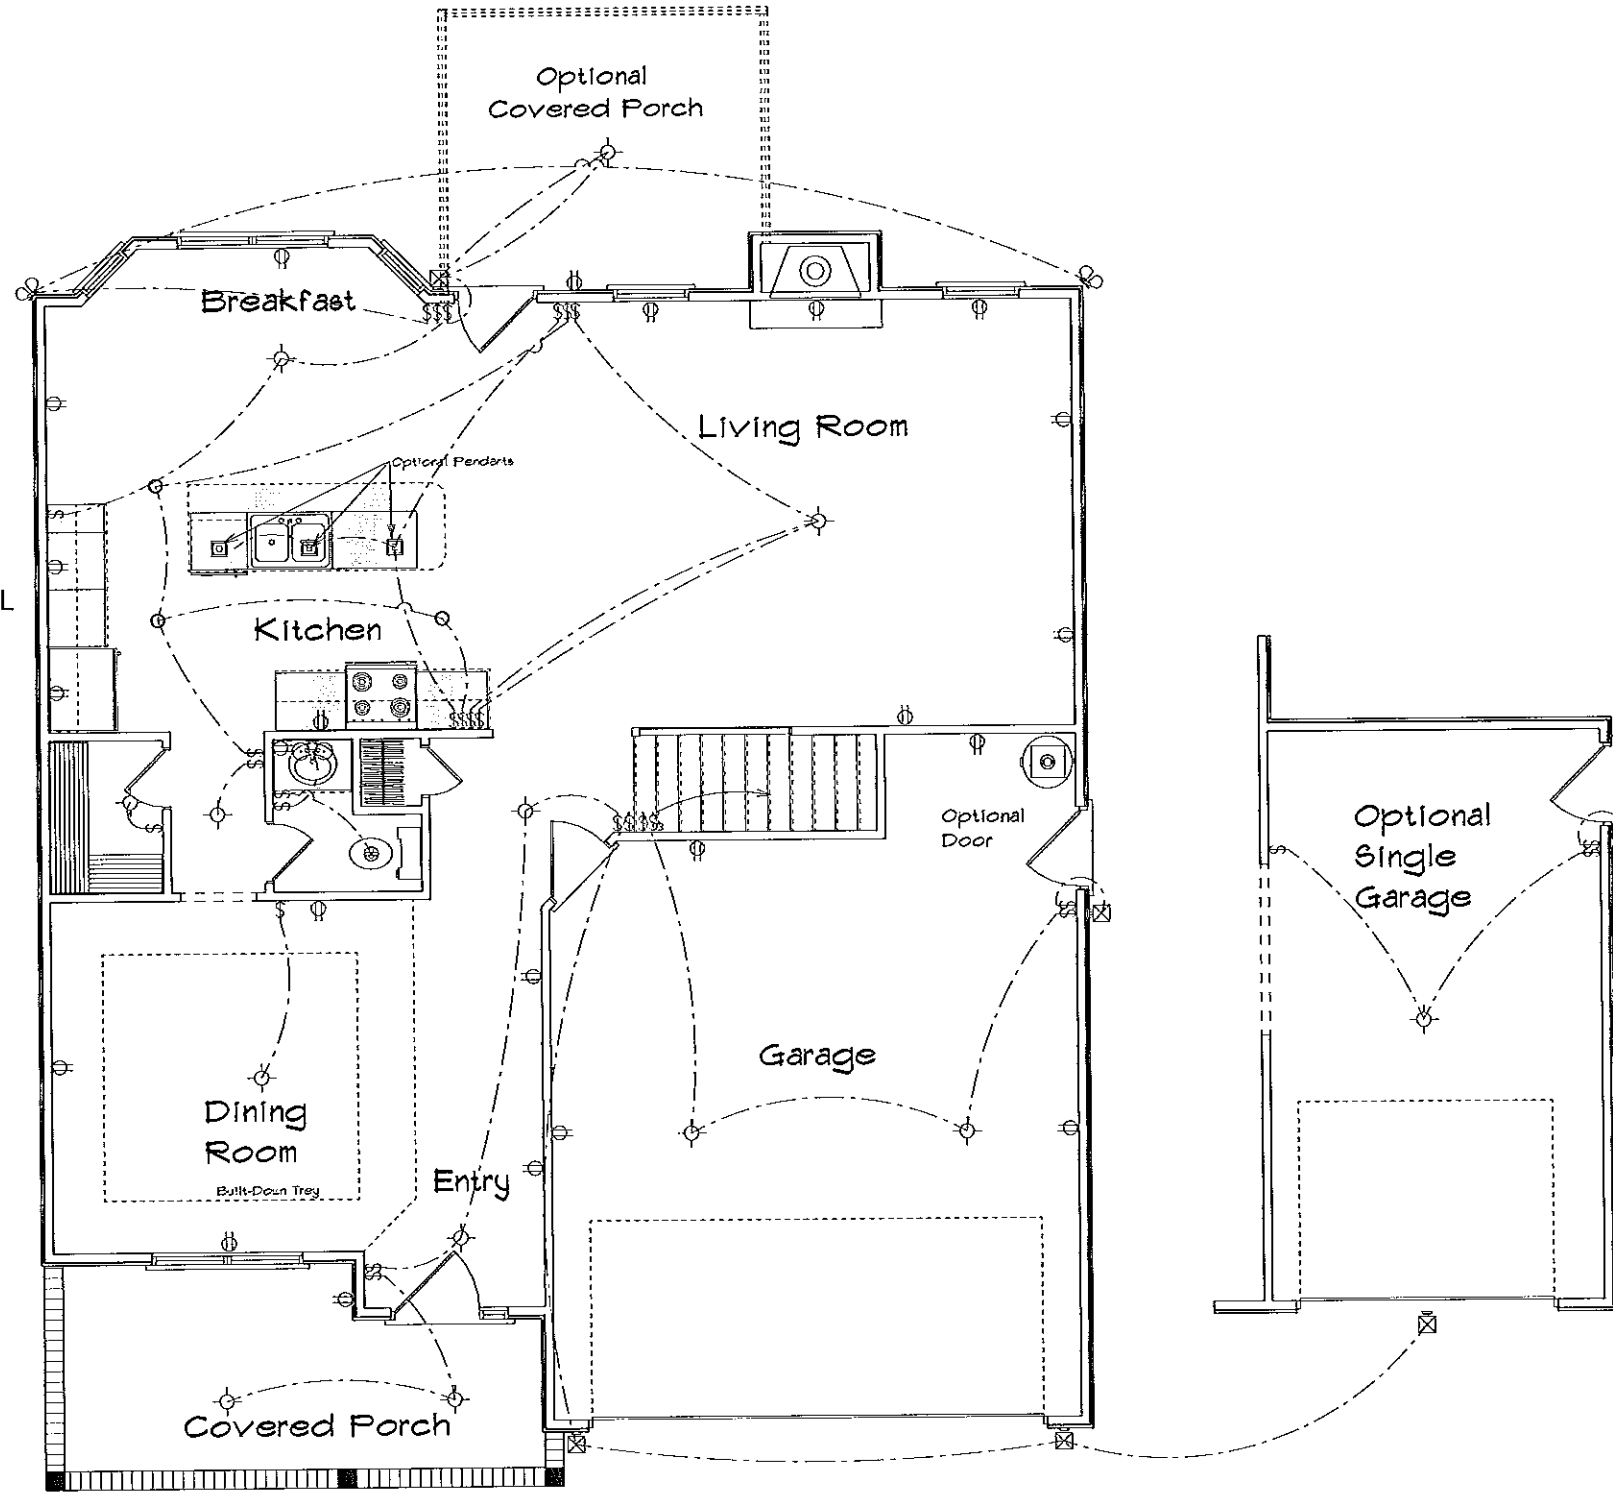 Optional
Covered Porch
Breakfast
Living Room
Optional Pendants
L
Kitchen
Optional
Door
Optional
Single
Garage
Garage
Dining
Room
Built-Down Trey
Entry
Covered Porch